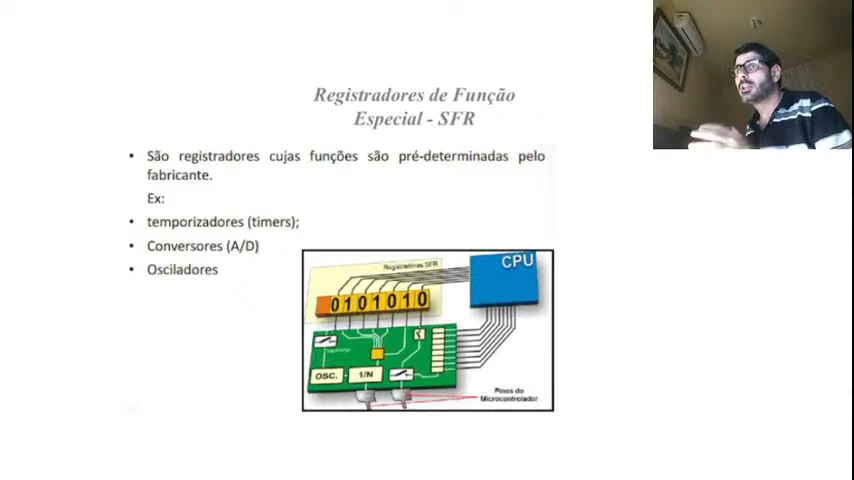 Registradores de Função
Especial - SFR
• São registradores cujas funções são pré-determinadas pelo
fabricante.
Ex:
• temporizadores (timers);
• Conversores (A/D)
• Osciladores
CPU
Registradores SFR
0101010
OSC.
1/N
Pinos do
Microcontrolador